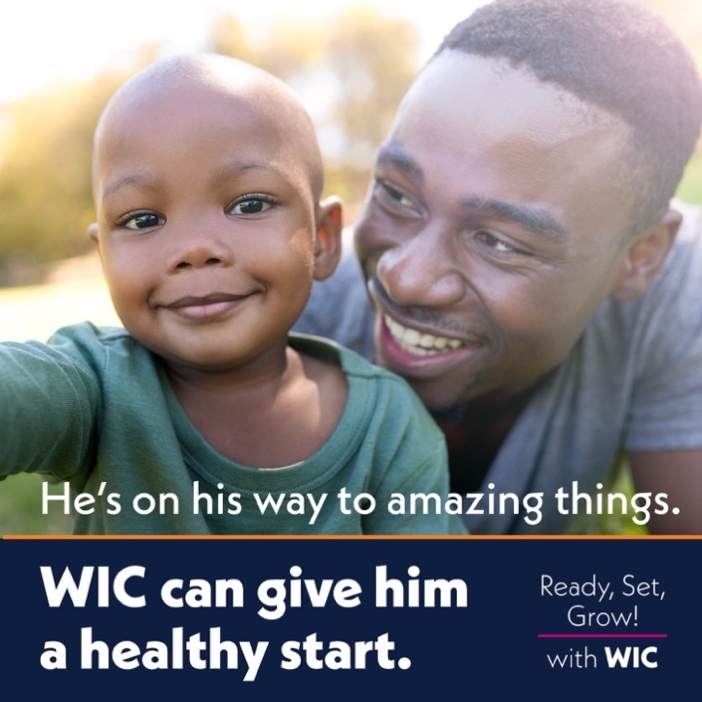 He's on his way to amazing things.
WIC can give him
a healthy start.
Ready, Set,
Grow!
with WIC